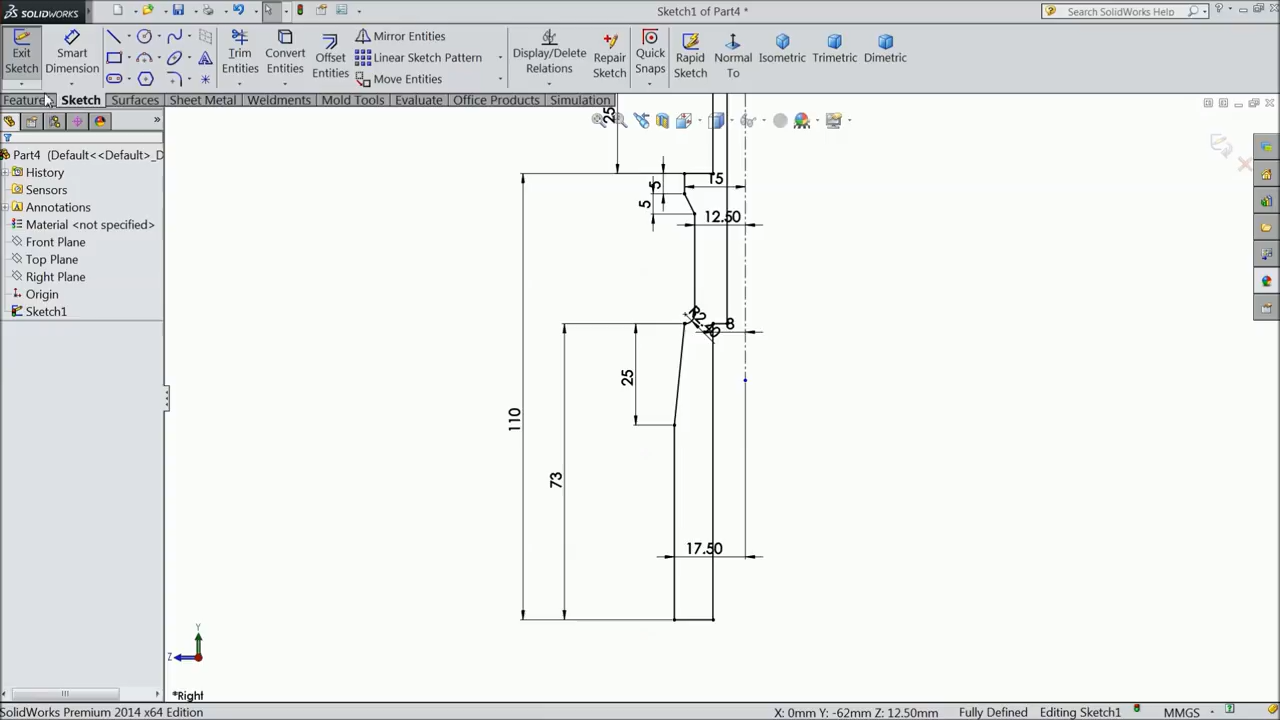 SOLIDWORKS
Sketch1 of Part4 *
Search SolidWorks Help
Exit Sketch
Smart Dimension
Trim Entities
Convert Entities
Offset Entities
Mirror Entities
Linear Sketch Pattern
Move Entities
Display/Delete Relations
Repair Sketch
Quick Snaps
Rapid Sketch
Normal To
Isometric
Trimetric
Dimetric
Feature
Sketch
Surfaces
Sheet Metal
Weldments
Mold Tools
Evaluate
Office Products
Simulation
Part4 (Default<<Default>_D
History
Sensors
Annotations
Material <not specified>
Front Plane
Top Plane
Right Plane
Origin
Sketch1
25
5
15
5
12.50
R2.40
8
25
110
73
17.50
Y
Z
*Right
SolidWorks Premium 2014 x64 Edition
X: 0mm Y: -62mm Z: 12.50mm
Fully Defined
Editing Sketch1
MMGS